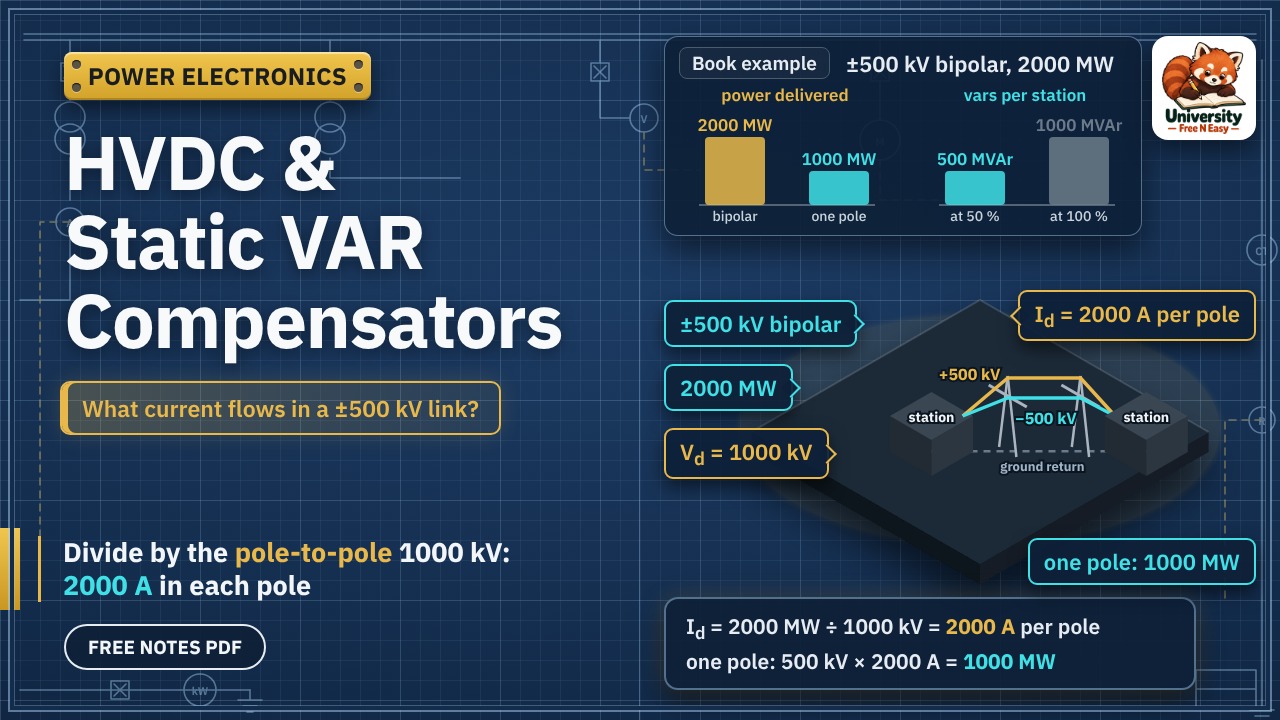 POWER ELECTRONICS
HVDC &
Static VAR
Compensators
What current flows in a ±500 kV link?
Divide by the pole-to-pole 1000 kV:
2000 A in each pole
FREE NOTES PDF
kW
V
Book example
±500 kV bipolar, 2000 MW
power delivered
vars per station
2000 MW
1000 MW
500 MVAr
1000 MVAr
bipolar
one pole
at 50 %
at 100 %
University
Free N Easy
±500 kV bipolar
2000 MW
Vd = 1000 kV
Id = 2000 A per pole
+500 kV
−500 kV
station
station
ground return
one pole: 1000 MW
Id = 2000 MW ÷ 1000 kV = 2000 A per pole
one pole: 500 kV × 2000 A = 1000 MW